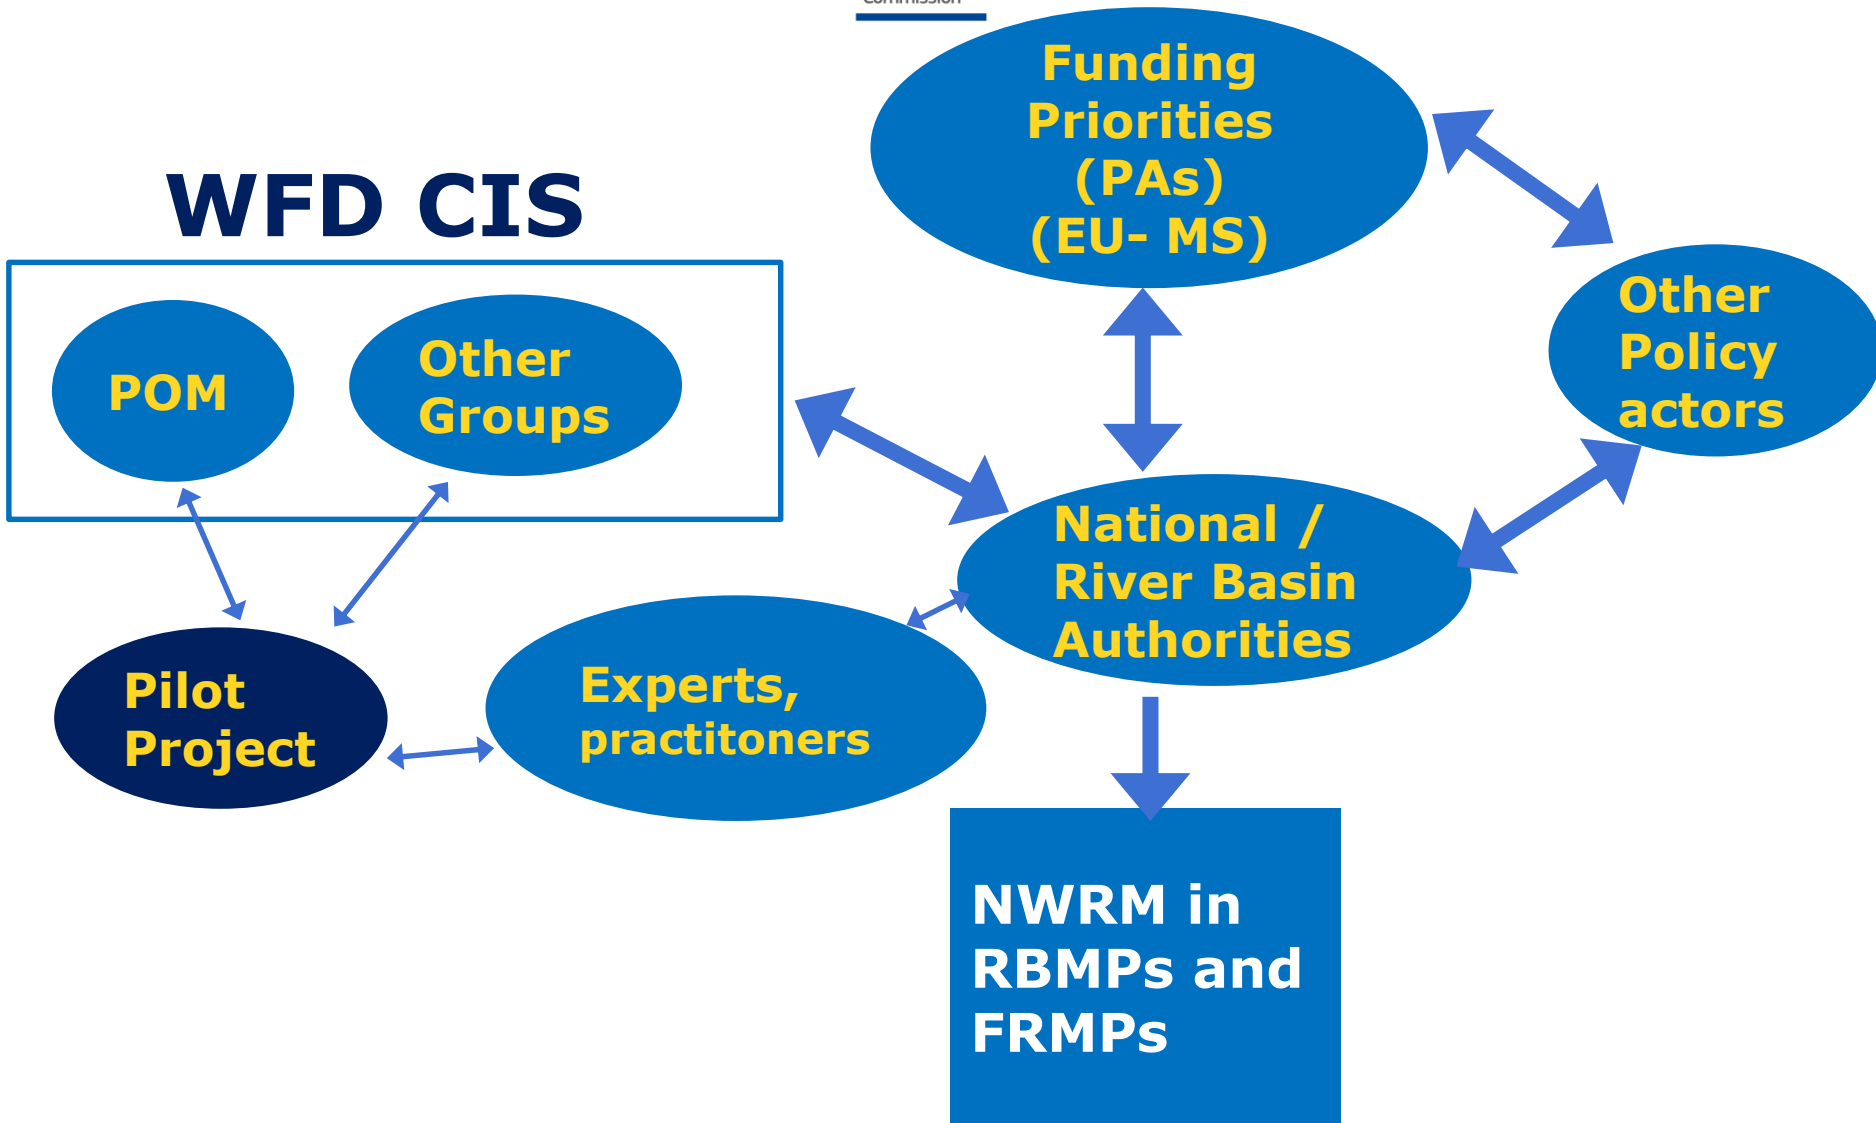 Commission
Funding
Priorities
(PAs)
(EU- MS)
WFD CIS
POM
Other
Groups
Other
Policy
actors
National /
River Basin
Authorities
Pilot
Project
Experts,
practitoners
NWRM in
RBMPs and
FRMPs